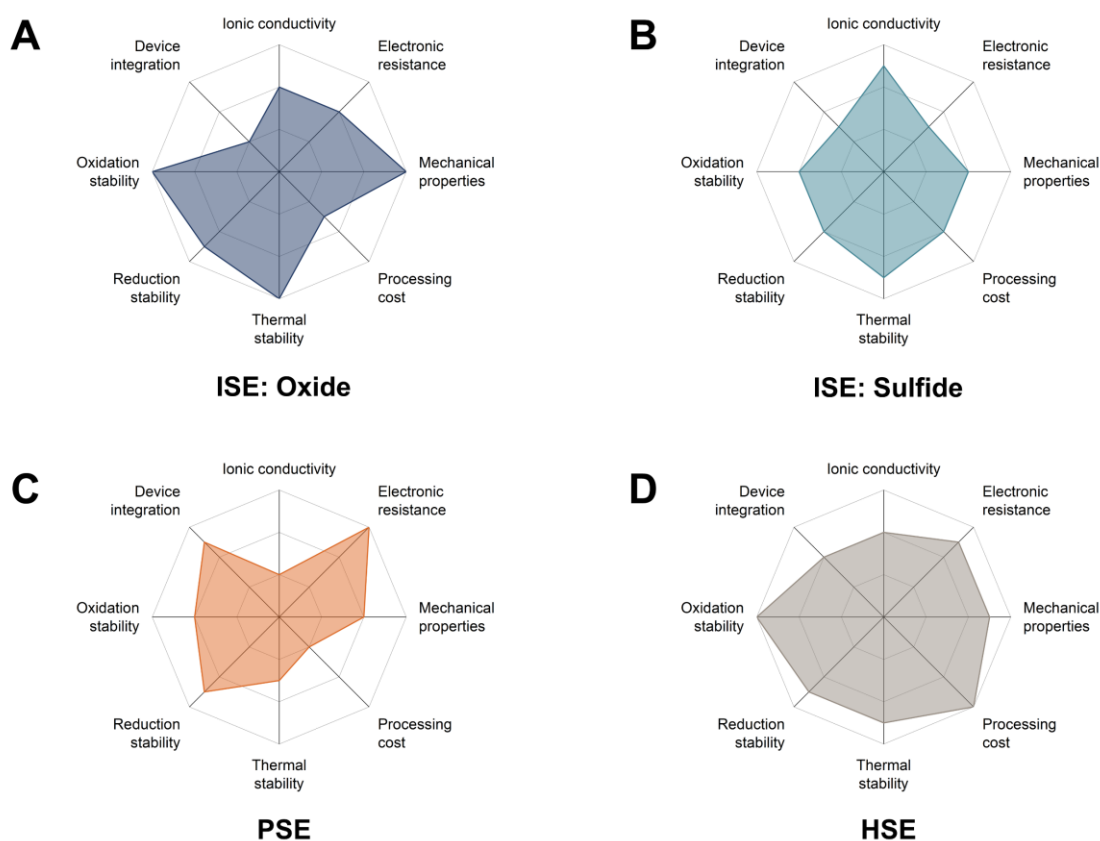 A
Ionic conductivity
Device
integration
Electronic
resistance
Oxidation
stability
Mechanical
properties
Reduction
stability
Processing
cost
Thermal
stability
ISE: Oxide
B
Ionic conductivity
Device
integration
Electronic
resistance
Oxidation
stability
Mechanical
properties
Reduction
stability
Processing
cost
Thermal
stability
ISE: Sulfide
C
Ionic conductivity
Device
integration
Electronic
resistance
Oxidation
stability
Mechanical
properties
Reduction
stability
Processing
cost
Thermal
stability
PSE
D
Ionic conductivity
Device
integration
Electronic
resistance
Oxidation
stability
Mechanical
properties
Reduction
stability
Processing
cost
Thermal
stability
HSE